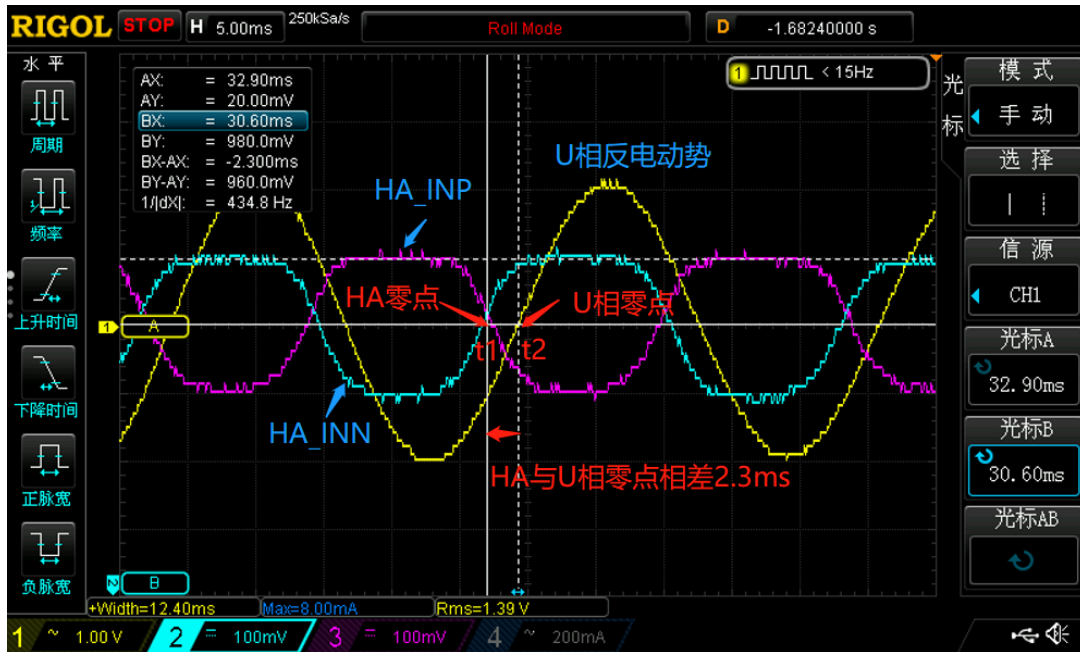 RIGOL STOP H 5.00ms 250kSa/s Roll Mode D -1.68240000 s
水 平
周期
频率
上升时间
下降时间
正脉宽
负脉宽
AX: = 32.90ms
AY: = 20.00mV
BX: = 30.60ms
BY: = 980.0mV
BX-AX: = -2.300ms
BY-AY: = 960.0mV
1/|dX|: = 434.8 Hz
1 < 15Hz
U相反电动势
HA_INP
HA零点
U相零点
t1 t2
HA_INN
HA与U相零点相差2.3ms
1 A
2 B
光标
模 式
手 动
选 择
信 源
CH1
光标A
32.90ms
光标B
30.60ms
光标AB
+Width=12.40ms Max=8.00mA Rms=1.39 V
1 ~ 1.00 V 2 = 100mV 3 = 100mV 4 ~ 200mA